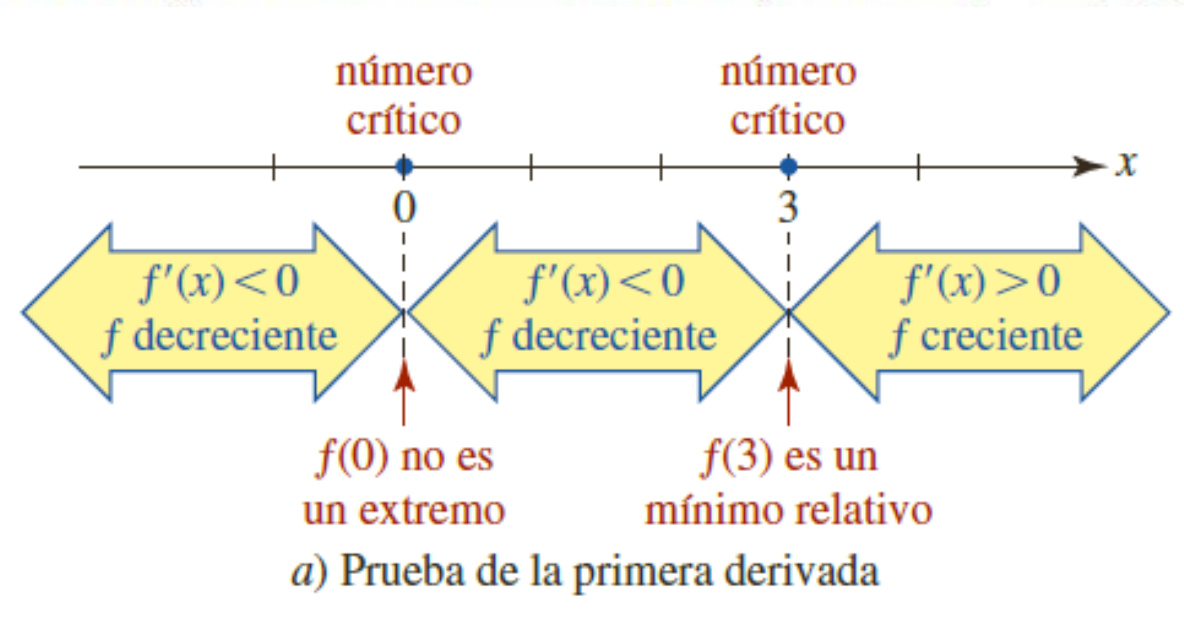 número
crítico
número
crítico
x
0
3
f′(x) < 0
f decreciente
f′(x) < 0
f decreciente
f′(x) > 0
f creciente
f(0) no es
un extremo
f(3) es un
mínimo relativo
a) Prueba de la primera derivada